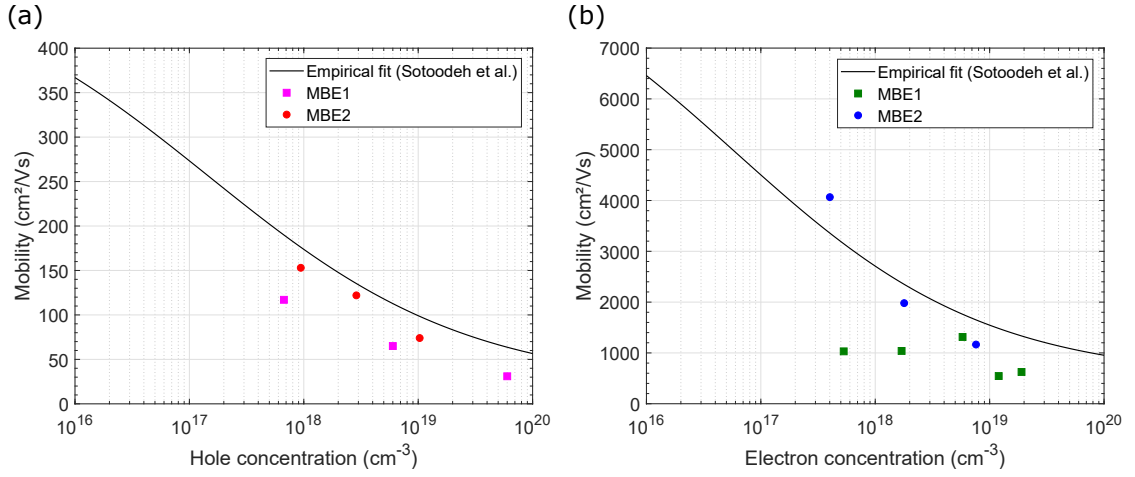 (a)
400
350
300
250
200
150
100
50
0
Mobility (cm²/Vs)
Empirical fit (Sotoodeh et al.)
MBE1
MBE2
10^16
10^17
10^18
10^19
10^20
Hole concentration (cm^-3)
(b)
7000
6000
5000
4000
3000
2000
1000
0
Mobility (cm²/Vs)
Empirical fit (Sotoodeh et al.)
MBE1
MBE2
10^16
10^17
10^18
10^19
10^20
Electron concentration (cm^-3)